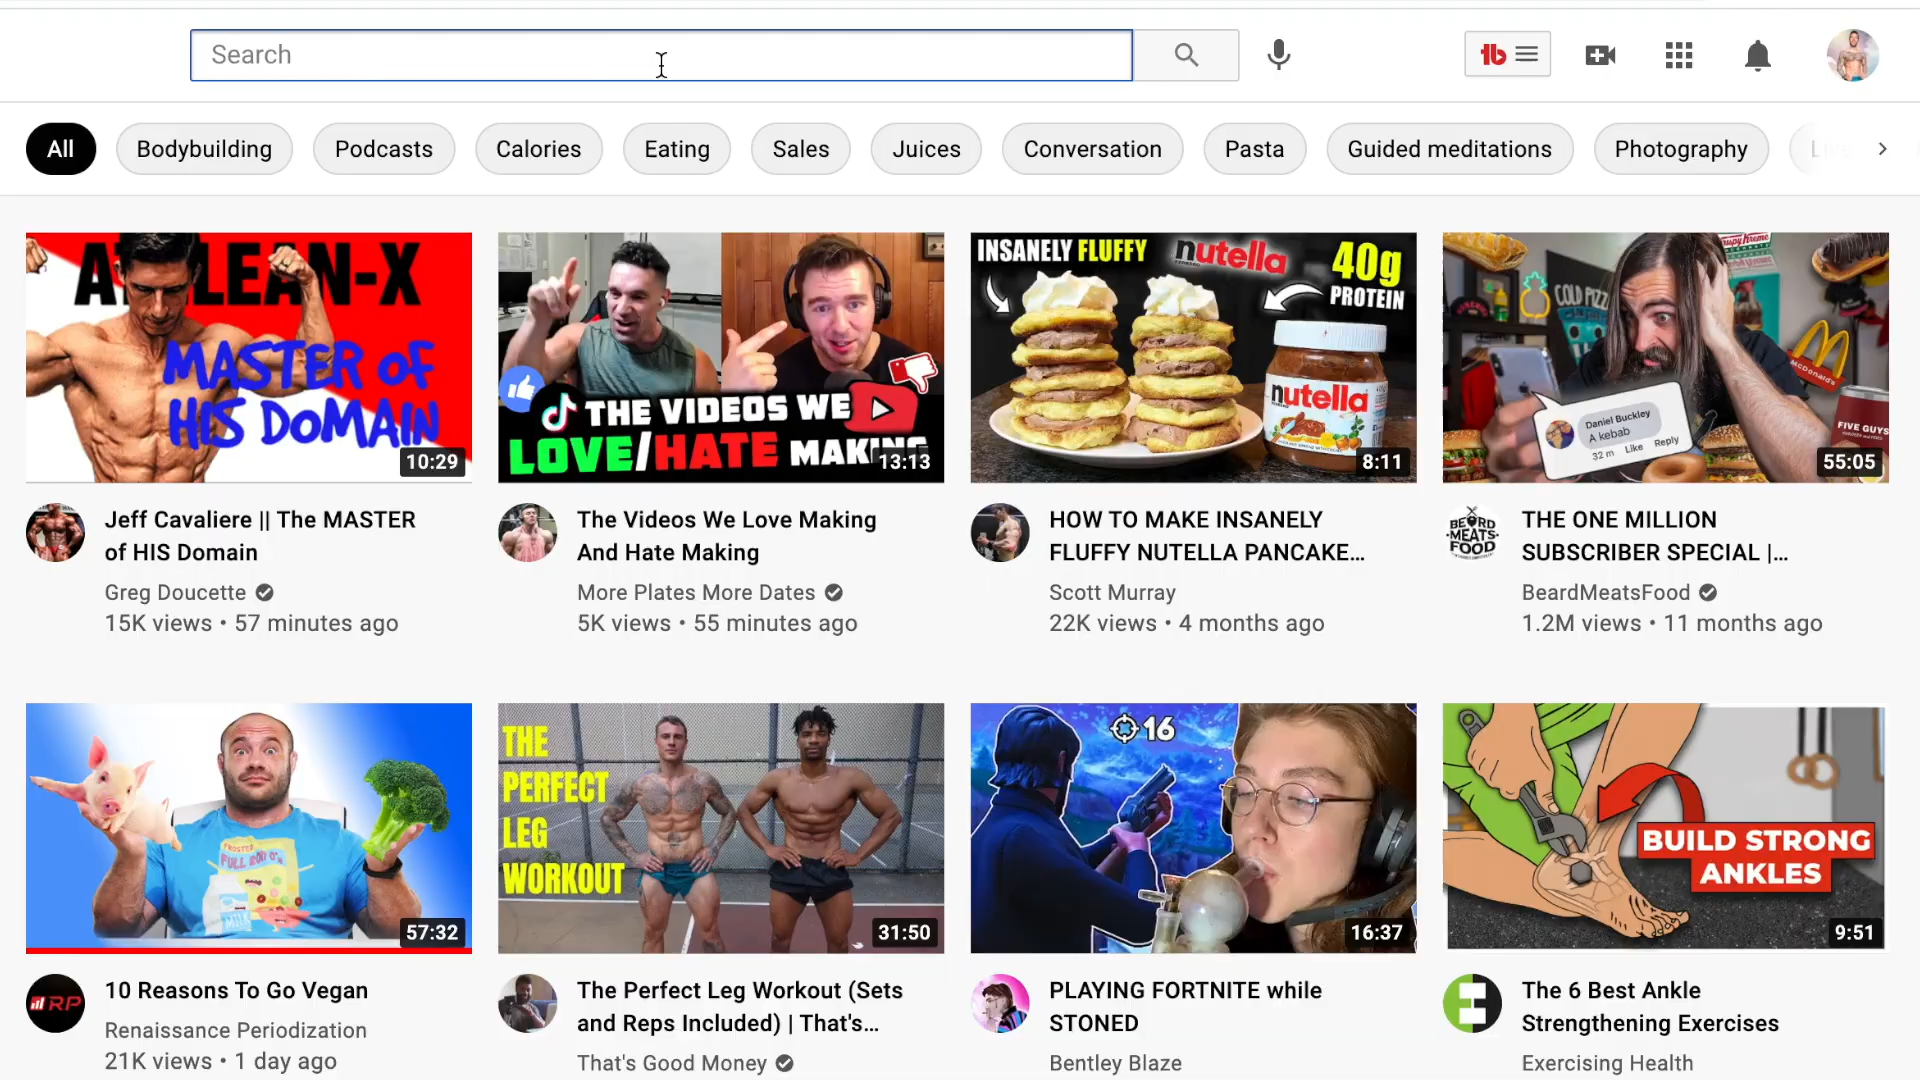 Search
tb
All
Bodybuilding
Podcasts
Calories
Eating
Sales
Juices
Conversation
Pasta
Guided meditations
Photography
MASTER OF
HIS DOMAIN
10:29
THE VIDEOS WE
LOVE/HATE MAKING
13:13
INSANELY FLUFFY
nutella
40g
PROTEIN
nutella
8:11
COLD PIZZ
McDonald's
Daniel Buckley
A kebab
32 m Like Reply
FIVE GUYS
55:05
Jeff Cavaliere || The MASTER
of HIS Domain
Greg Doucette
15K views • 57 minutes ago
The Videos We Love Making
And Hate Making
More Plates More Dates
5K views • 55 minutes ago
HOW TO MAKE INSANELY
FLUFFY NUTELLA PANCAKE...
Scott Murray
22K views • 4 months ago
BEARD
MEATS
FOOD
THE ONE MILLION
SUBSCRIBER SPECIAL |...
BeardMeatsFood
1.2M views • 11 months ago
57:32
THE
PERFECT
LEG
WORKOUT
31:50
16
16:37
BUILD STRONG
ANKLES
9:51
RP
10 Reasons To Go Vegan
Renaissance Periodization
21K views • 1 day ago
The Perfect Leg Workout (Sets
and Reps Included) | That's...
That's Good Money
PLAYING FORTNITE while
STONED
Bentley Blaze
The 6 Best Ankle
Strengthening Exercises
Exercising Health